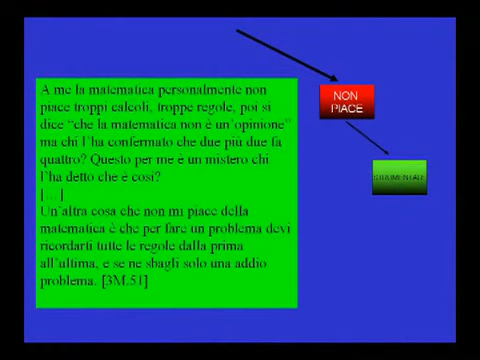 A me la matematica personalmente non
piace troppi calcoli, troppe regole, poi si
dice “che la matematica non è un’opinione”
ma chi l’ha confermato che due più due fa
quattro? Questo per me è un mistero chi
l’ha detto che è così?
[…]
Un’altra cosa che non mi piace della
matematica è che per fare un problema devi
ricordarti tutte le regole dalla prima
all’ultima, e se ne sbagli solo una addio
problema. [3M.51]
NON
PIACE
STRUMENTALE